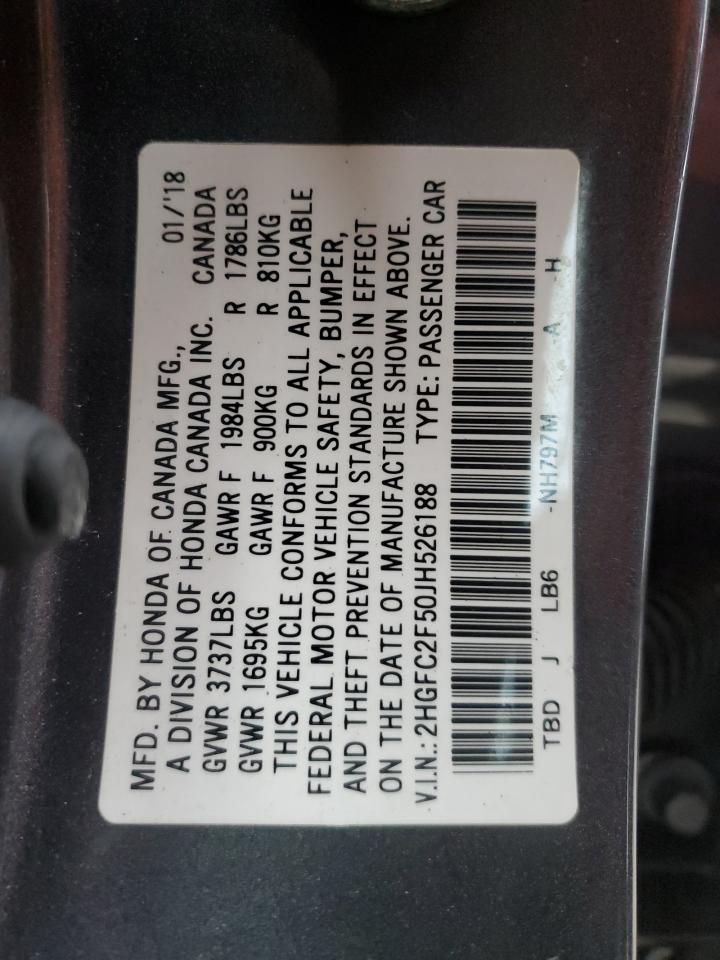 MFD. BY HONDA OF CANADA MFG., 01/'18
A DIVISION OF HONDA CANADA INC. CANADA
GVWR 3737LBS GAWR F 1984LBS R 1786LBS
GVWR 1695KG GAWR F 900KG R 810KG
THIS VEHICLE CONFORMS TO ALL APPLICABLE
FEDERAL MOTOR VEHICLE SAFETY, BUMPER,
AND THEFT PREVENTION STANDARDS IN EFFECT
ON THE DATE OF MANUFACTURE SHOWN ABOVE.
V.I.N.: 2HGFC2F50JH526188 TYPE: PASSENGER CAR
TBD J LB6 -NH797M -A -H